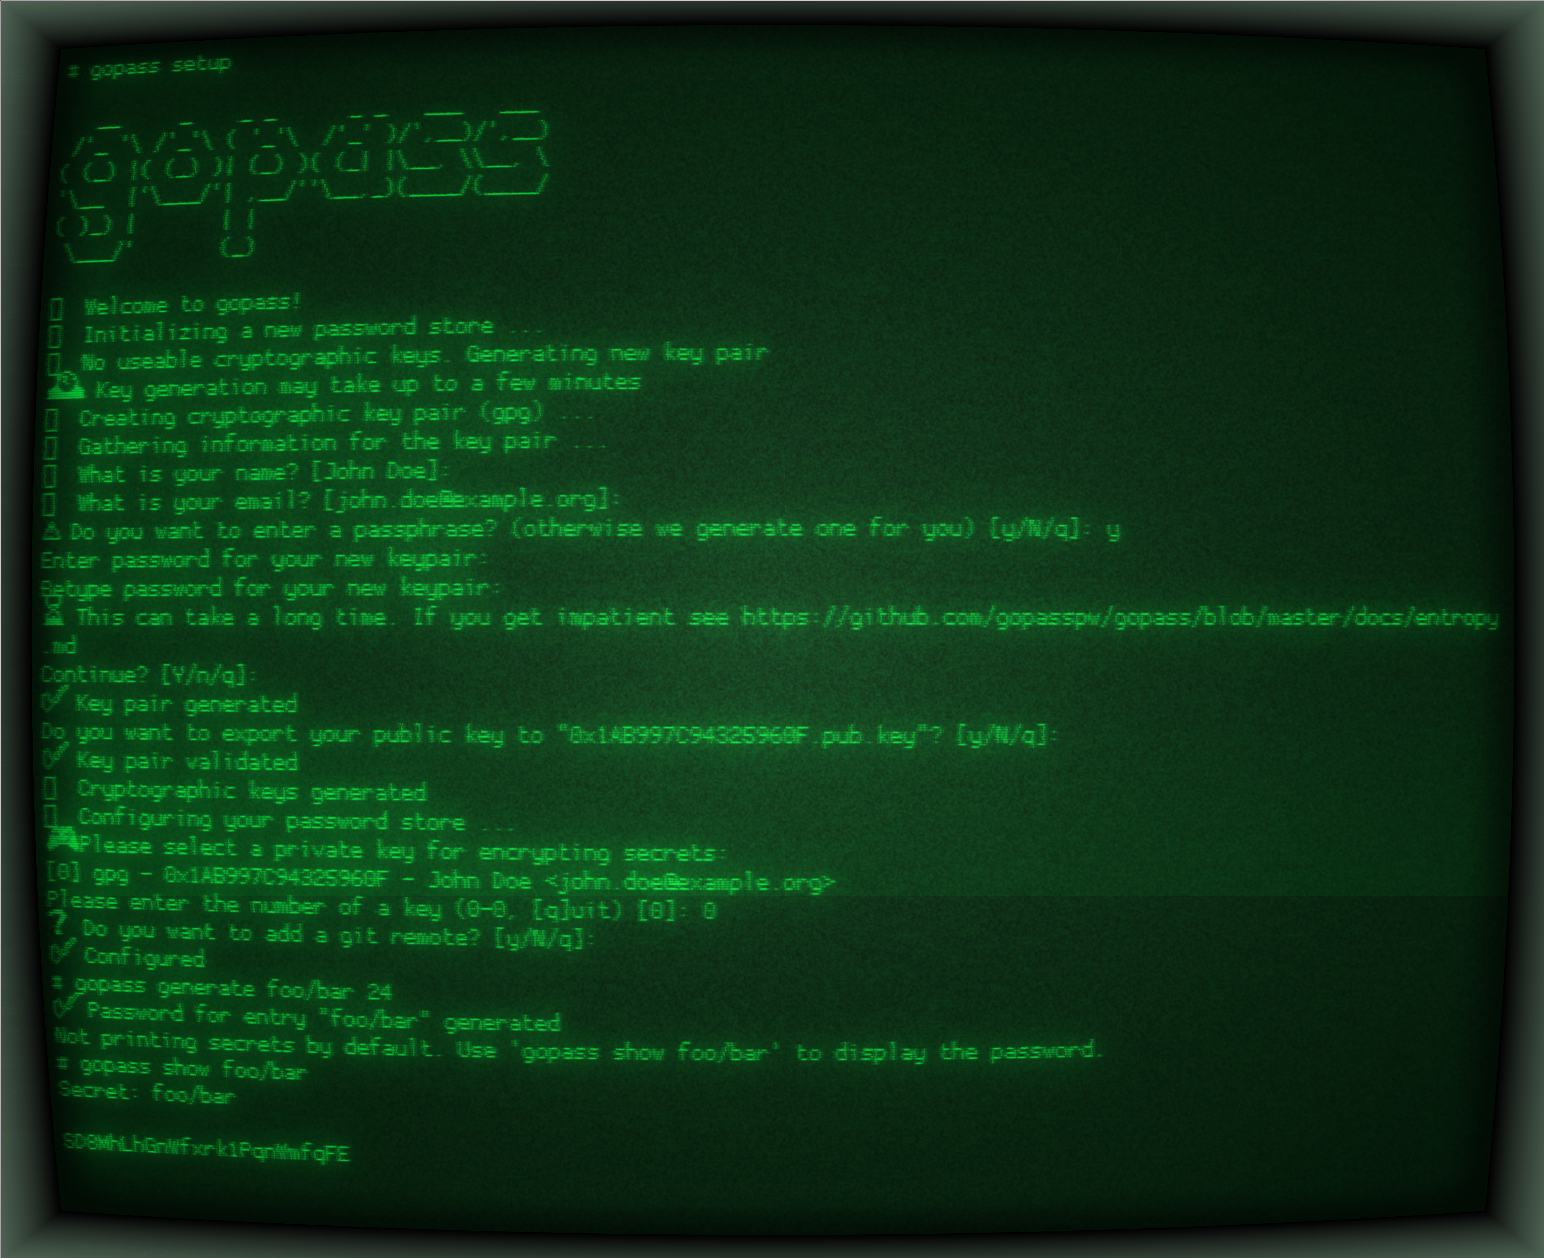 # gopass setup
gopass
Welcome to gopass!
Initializing a new password store ...
No useable cryptographic keys. Generating new key pair
Key generation may take up to a few minutes
Creating cryptographic key pair (gpg) ...
Gathering information for the key pair ...
What is your name? [John Doe]:
What is your email? [john.doe@example.org]:
⚠ Do you want to enter a passphrase? (otherwise we generate one for you) [y/N/q]: y
Enter password for your new keypair:
Retype password for your new keypair:
⏳ This can take a long time. If you get impatient see https://github.com/gopasspw/gopass/blob/master/docs/entropy
.md
Continue? [Y/n/q]:
✅ Key pair generated
Do you want to export your public key to "0x1AB997C94325960F.pub.key"? [y/N/q]:
✅ Key pair validated
Cryptographic keys generated
Configuring your password store ...
🎮Please select a private key for encrypting secrets:
[0] gpg - 0x1AB997C94325960F - John Doe <john.doe@example.org>
Please enter the number of a key (0-0, [q]uit) [0]: 0
❓ Do you want to add a git remote? [y/N/q]:
✅ Configured
# gopass generate foo/bar 24
✅ Password for entry "foo/bar" generated
Not printing secrets by default. Use 'gopass show foo/bar' to display the password.
# gopass show foo/bar
Secret: foo/bar
SD8MhLhGnWfxrk1PqnWmfqFE